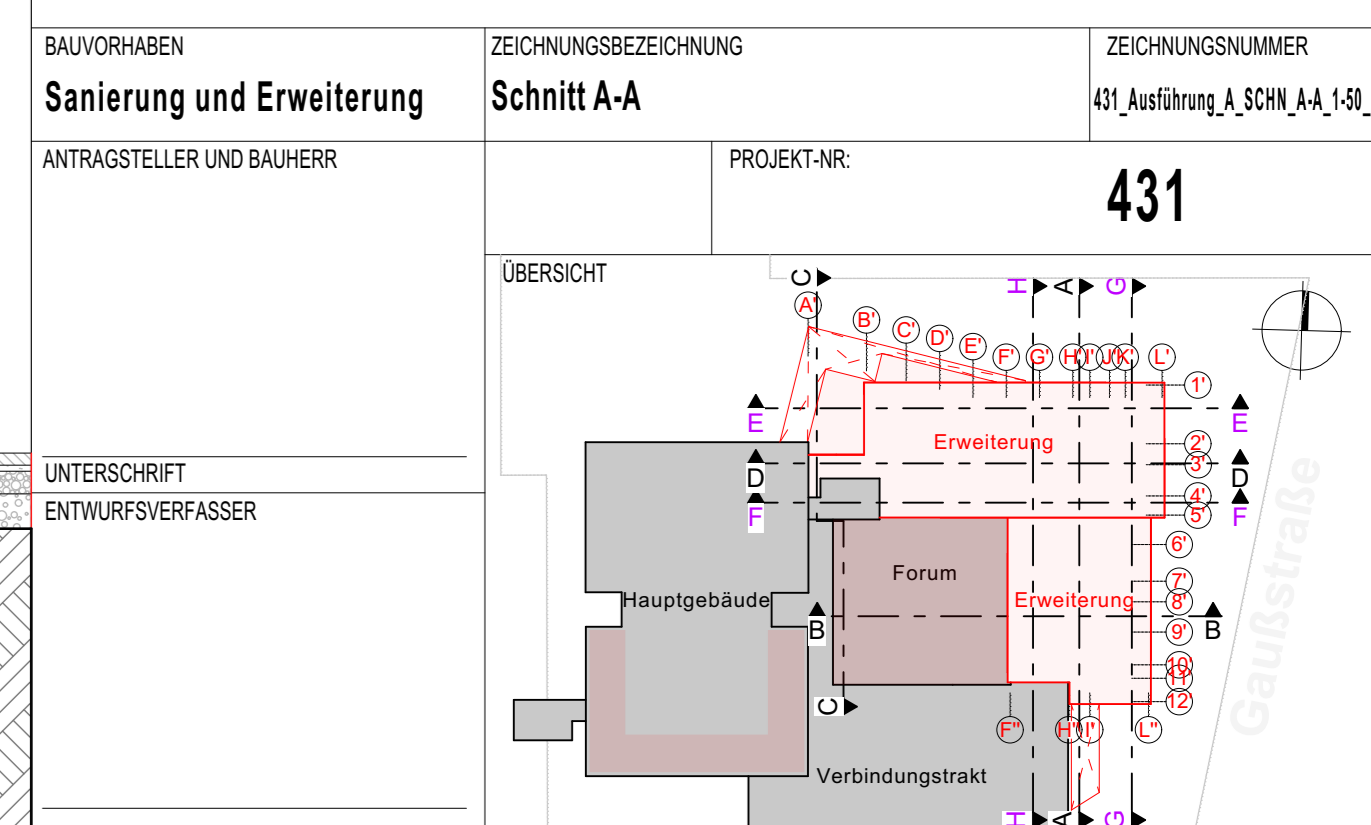 BAUVORHABEN
Sanierung und Erweiterung
ZEICHNUNGSBEZEICHNUNG
Schnitt A-A
ZEICHNUNGSNUMMER
431_Ausführung_A_SCHN_A-A_1-50_
ANTRAGSTELLER UND BAUHERR
PROJEKT-NR:
431
UNTERSCHRIFT
ENTWURFSVERFASSER
ÜBERSICHT
C H A G
A' B' C' D' E' F' G' H' I' J' K' L'
1'
E E
Erweiterung
2'
D 3' D
4'
F 5' F
6'
Forum
7'
Hauptgebäude Erweiterung 8'
B 9' B
10'
11'
12'
C
F" H' I' L"
Verbindungstrakt
H A G
Gaußstraße